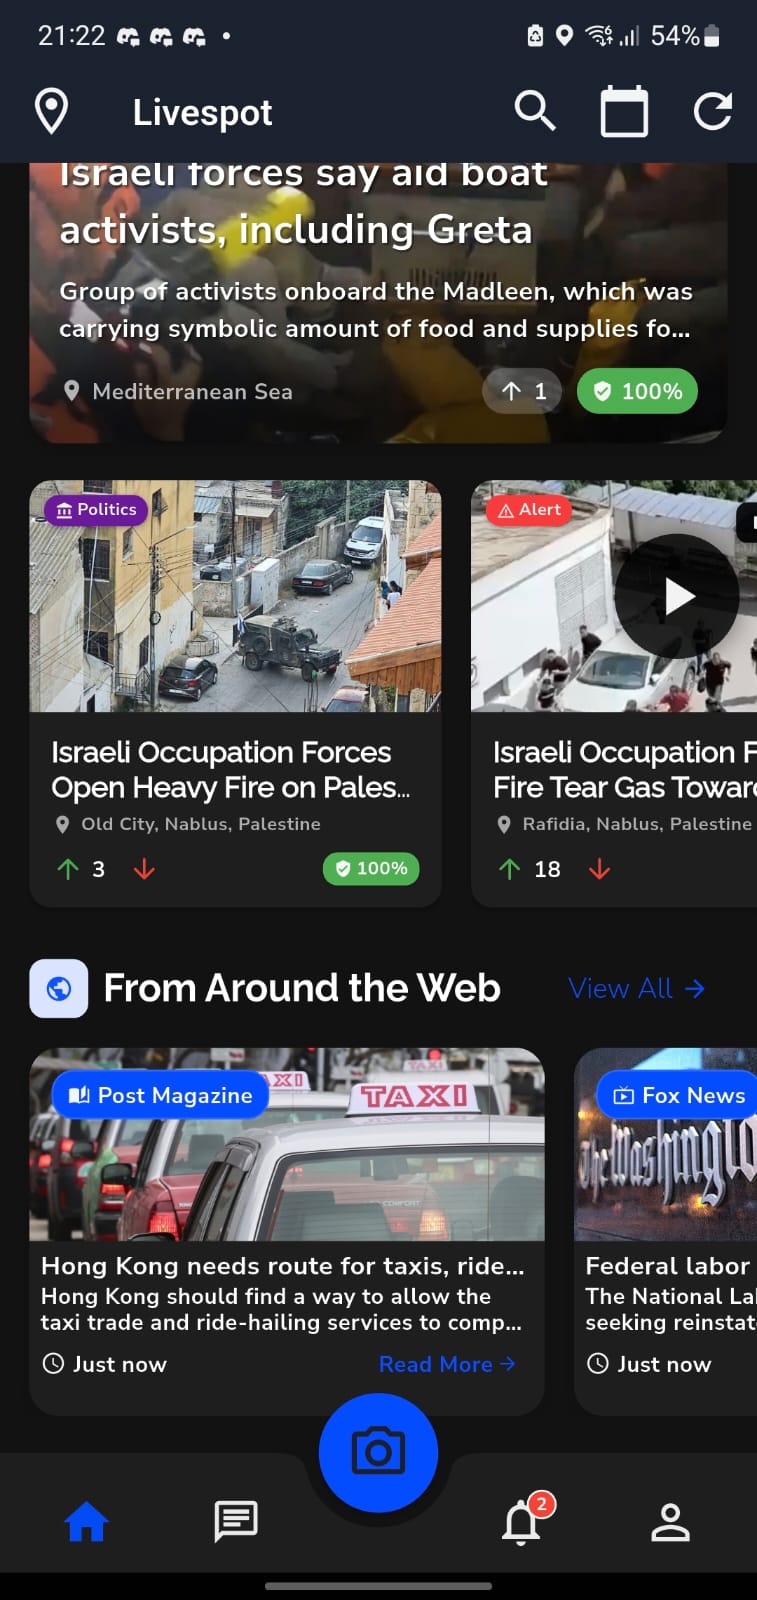 21:22
54%
Livespot
Israeli forces say aid boat
activists, including Greta
Group of activists onboard the Madleen, which was
carrying symbolic amount of food and supplies fo...
Mediterranean Sea
1
100%
Politics
Israeli Occupation Forces
Open Heavy Fire on Pales...
Old City, Nablus, Palestine
3
100%
Alert
Israeli Occupation F
Fire Tear Gas Towar
Rafidia, Nablus, Palestine
18
From Around the Web
View All
Post Magazine
TAXI
TAXI
Hong Kong needs route for taxis, ride...
Hong Kong should find a way to allow the
taxi trade and ride-hailing services to comp...
Just now
Read More
Fox News
The Washington
Federal labor
The National La
seeking reinstat
Just now
2